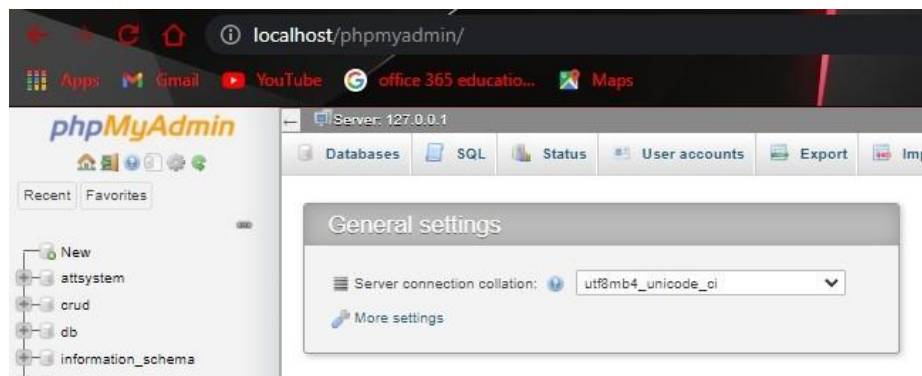 localhost/phpmyadmin/
Apps Gmail YouTube office 365 educatio... Maps
phpMyAdmin
Recent Favorites
New
attsystem
crud
db
information_schema
Server: 127.0.0.1
Databases SQL Status User accounts Export Imp
General settings
Server connection collation: utf8mb4_unicode_ci
More settings